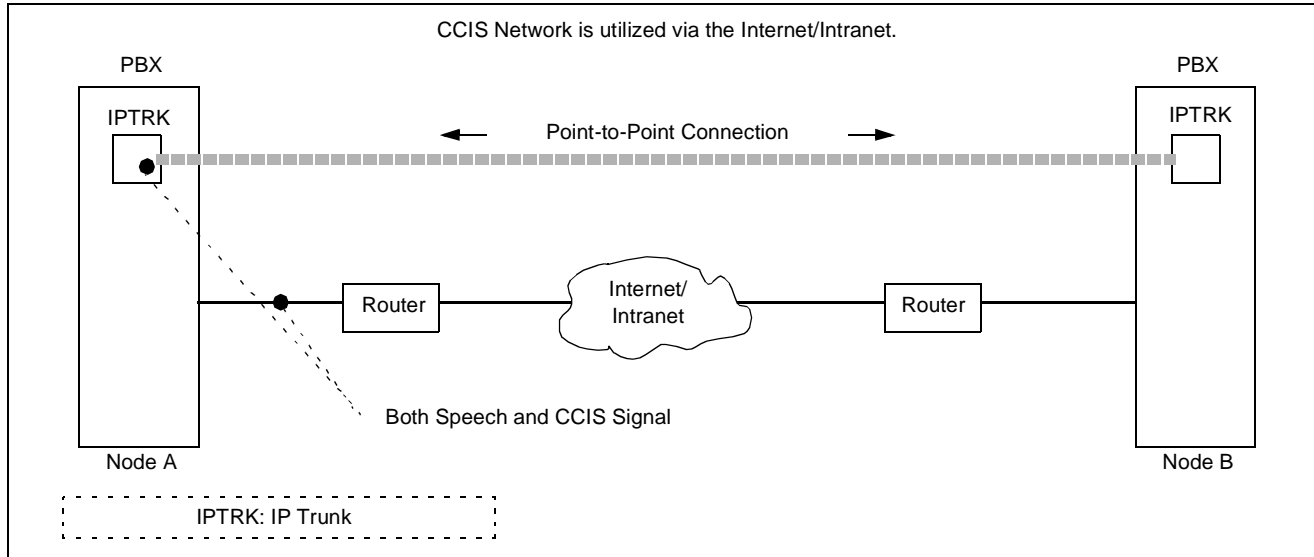 CCIS Network is utilized via the Internet/Intranet.
PBX
PBX
IPTRK
IPTRK
Point-to-Point Connection
Router
Internet/
Intranet
Router
Both Speech and CCIS Signal
Node A
Node B
IPTRK: IP Trunk